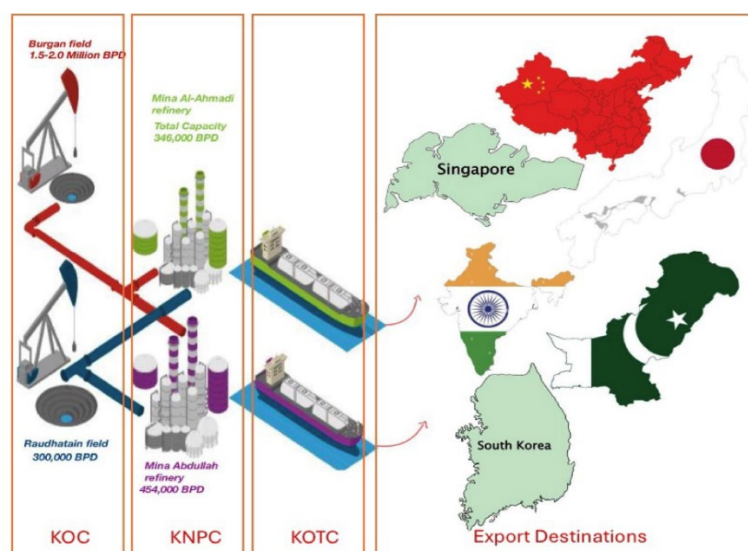 Burgan field
1.5-2.0 Million BPD
Mina Al-Ahmadi
refinery
Total Capacity
346,000 BPD
Singapore
Raudhatain field
300,000 BPD
Mina Abdullah
refinery
454,000 BPD
South Korea
KOC
KNPC
KOTC
Export Destinations